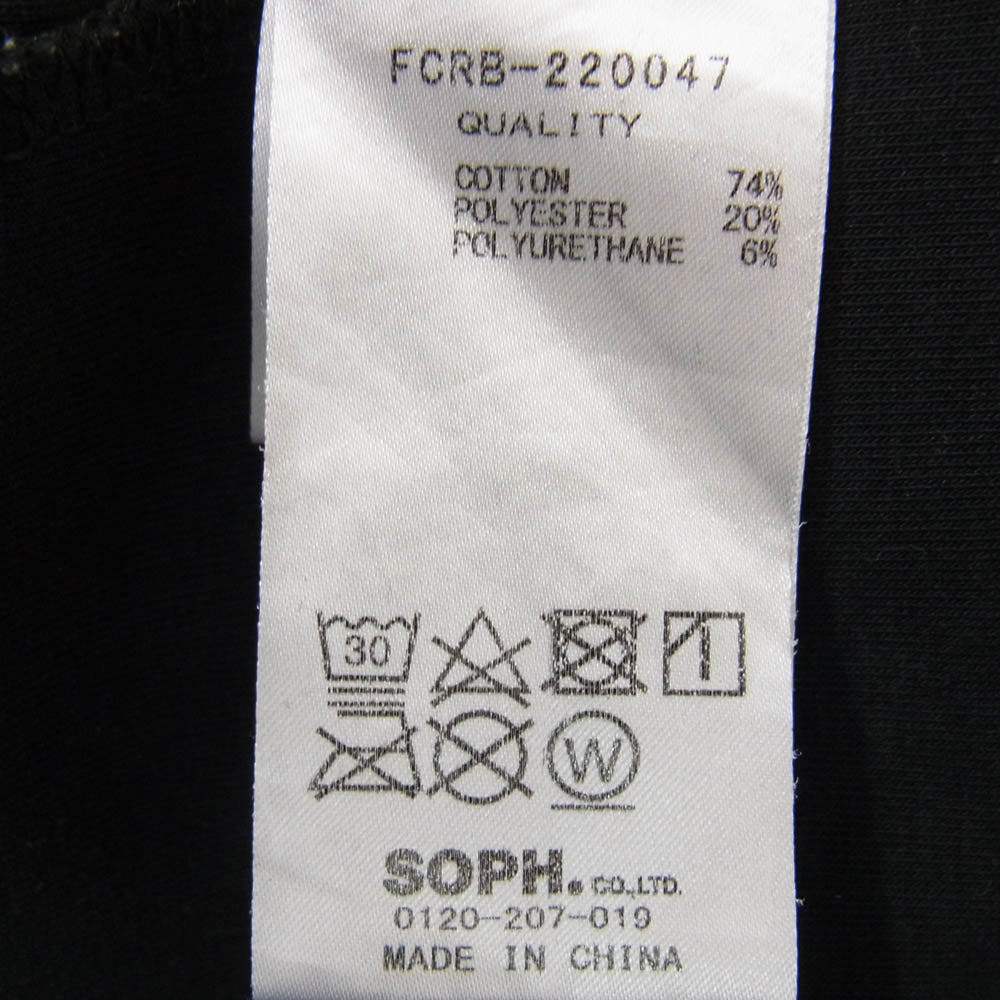 FCRB-220047
QUALITY
COTTON 74%
POLYESTER 20%
POLYURETHANE 6%
30
W
SOPH. CO.,LTD.
0120-207-019
MADE IN CHINA